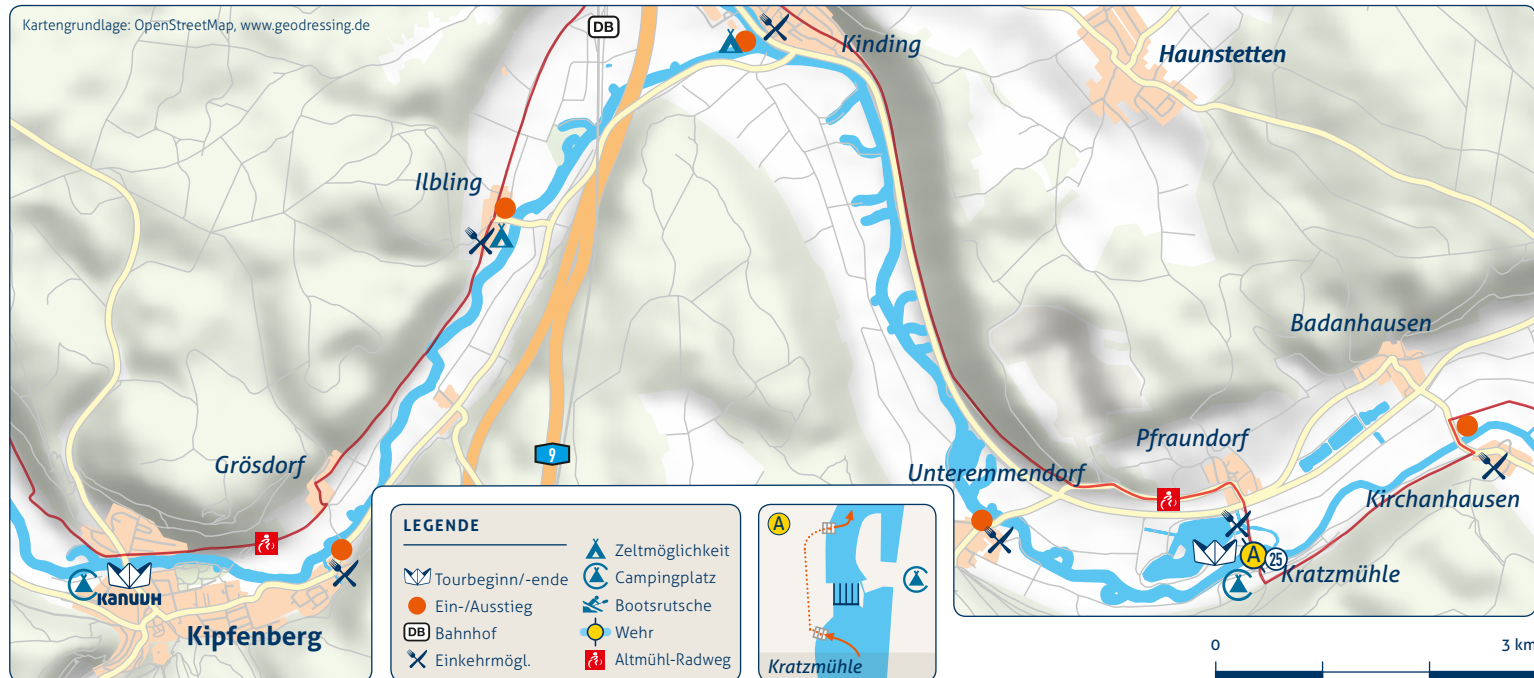 Kartengrundlage: OpenStreetMap, www.geodressing.de
DB
Kinding
Haunstetten
Ilbling
Badanhausen
9
Grösdorf
Pfraundorf
Unteremmendorf
Kirchanhausen
A
25
Kratzmühle
KANUUH
Kipfenberg
LEGENDE
Tourbeginn/-ende
Ein-/Ausstieg
DB Bahnhof
Einkehrmögl.
Zeltmöglichkeit
Campingplatz
Bootsrutsche
Wehr
Altmühl-Radweg
A
Kratzmühle
0 3 km